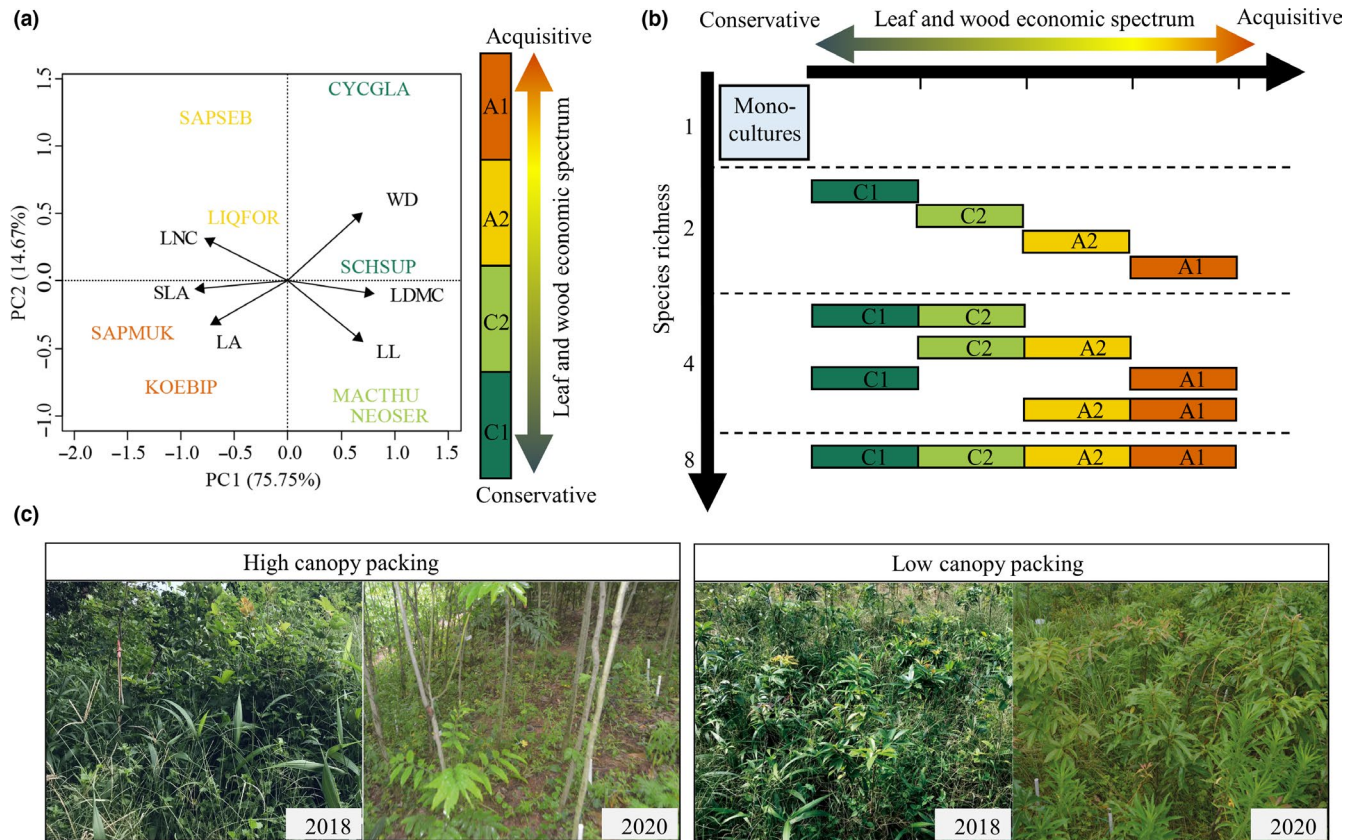 (a)
Acquisitive
1.5
1.0
0.5
0.0
−0.5
−1.0
PC2 (14.67%)
CYCGLA
SAPSEB
WD
LIQFOR
LNC
SCHSUP
SLA
LDMC
SAPMUK
LA
LL
KOEBIP
MACTHU
NEOSER
−2.0 −1.5 −1.0 −0.5 0.0 0.5 1.0 1.5
PC1 (75.75%)
A1
A2
C2
C1
Leaf and wood economic spectrum
Conservative
(b)
Conservative
Leaf and wood economic spectrum
Acquisitive
Species richness
1
Mono-
cultures
2
C1
C2
A2
A1
4
C1 C2
C2 A2
C1 A1
A2 A1
8
C1 C2 A2 A1
(c)
High canopy packing
2018
2020
Low canopy packing
2018
2020